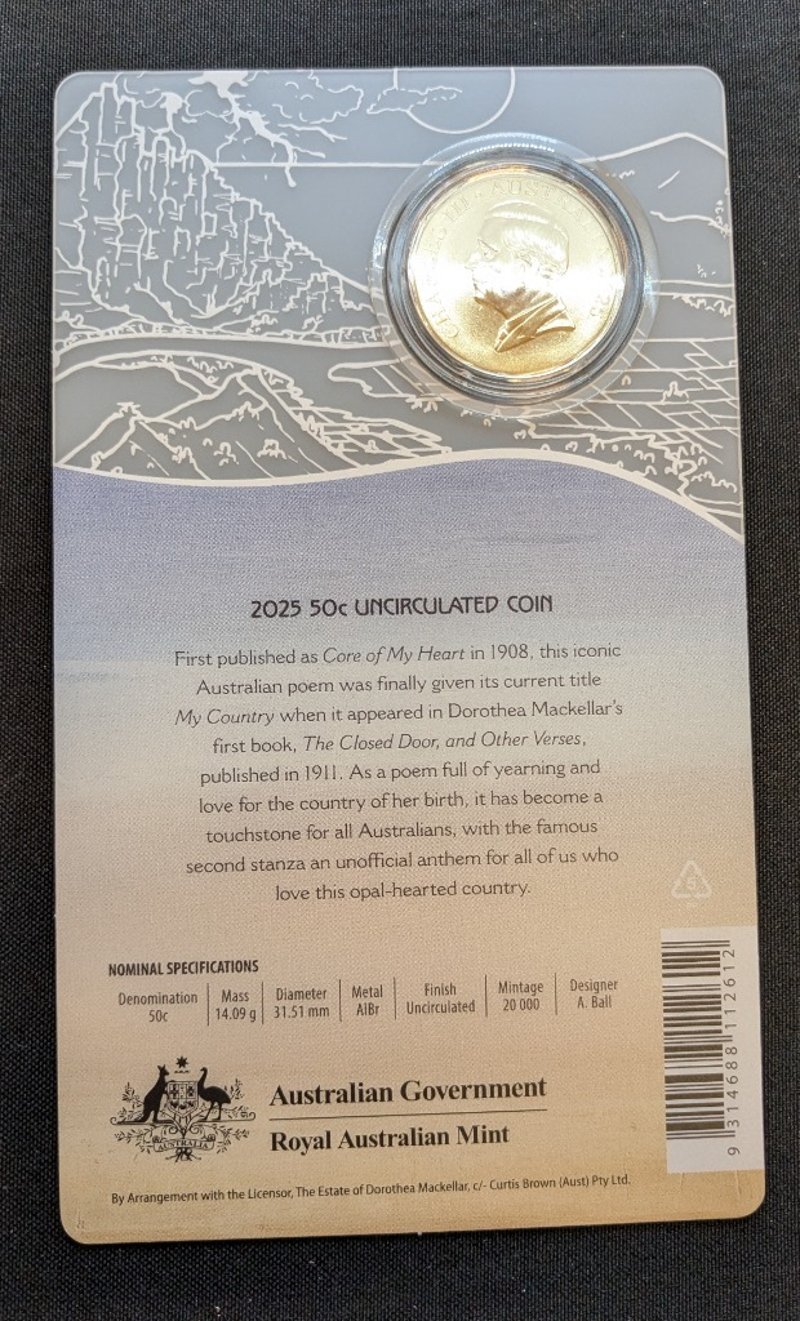 CHARLES III • AUSTRALIA 2025
2025 50c UNCIRCULATED COIN
First published as Core of My Heart in 1908, this iconic
Australian poem was finally given its current title
My Country when it appeared in Dorothea Mackellar's
first book, The Closed Door, and Other Verses,
published in 1911. As a poem full of yearning and
love for the country of her birth, it has become a
touchstone for all Australians, with the famous
second stanza an unofficial anthem for all of us who
love this opal-hearted country.
NOMINAL SPECIFICATIONS
Denomination Mass Diameter Metal Finish Mintage Designer
50c 14.09 g 31.51 mm AlBr Uncirculated 20 000 A. Ball
AUSTRALIA
Australian Government
Royal Australian Mint
By Arrangement with the Licensor, The Estate of Dorothea Mackellar, c/- Curtis Brown (Aust) Pty Ltd.
9 314688 112612